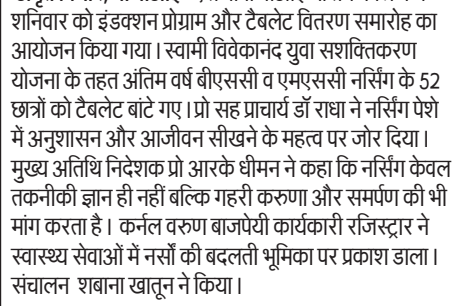 शनिवार को इंडक्शन प्रोग्राम और टैबलेट वितरण समारोह का
आयोजन किया गया। स्वामी विवेकानंद युवा सशक्तिकरण
योजना के तहत अंतिम वर्ष बीएससी व एमएससी नर्सिंग के 52
छात्रों को टैबलेट बांटे गए। प्रो सह प्राचार्य डॉ राधा ने नर्सिंग पेशे
में अनुशासन और आजीवन सीखने के महत्व पर जोर दिया।
मुख्य अतिथि निदेशक प्रो आरके धीमन ने कहा कि नर्सिंग केवल
तकनीकी ज्ञान ही नहीं बल्कि गहरी करुणा और समर्पण की भी
मांग करता है। कर्नल वरुण बाजपेयी कार्यकारी रजिस्ट्रार ने
स्वास्थ्य सेवाओं में नर्सों की बदलती भूमिका पर प्रकाश डाला।
संचालन शबाना खातून ने किया।